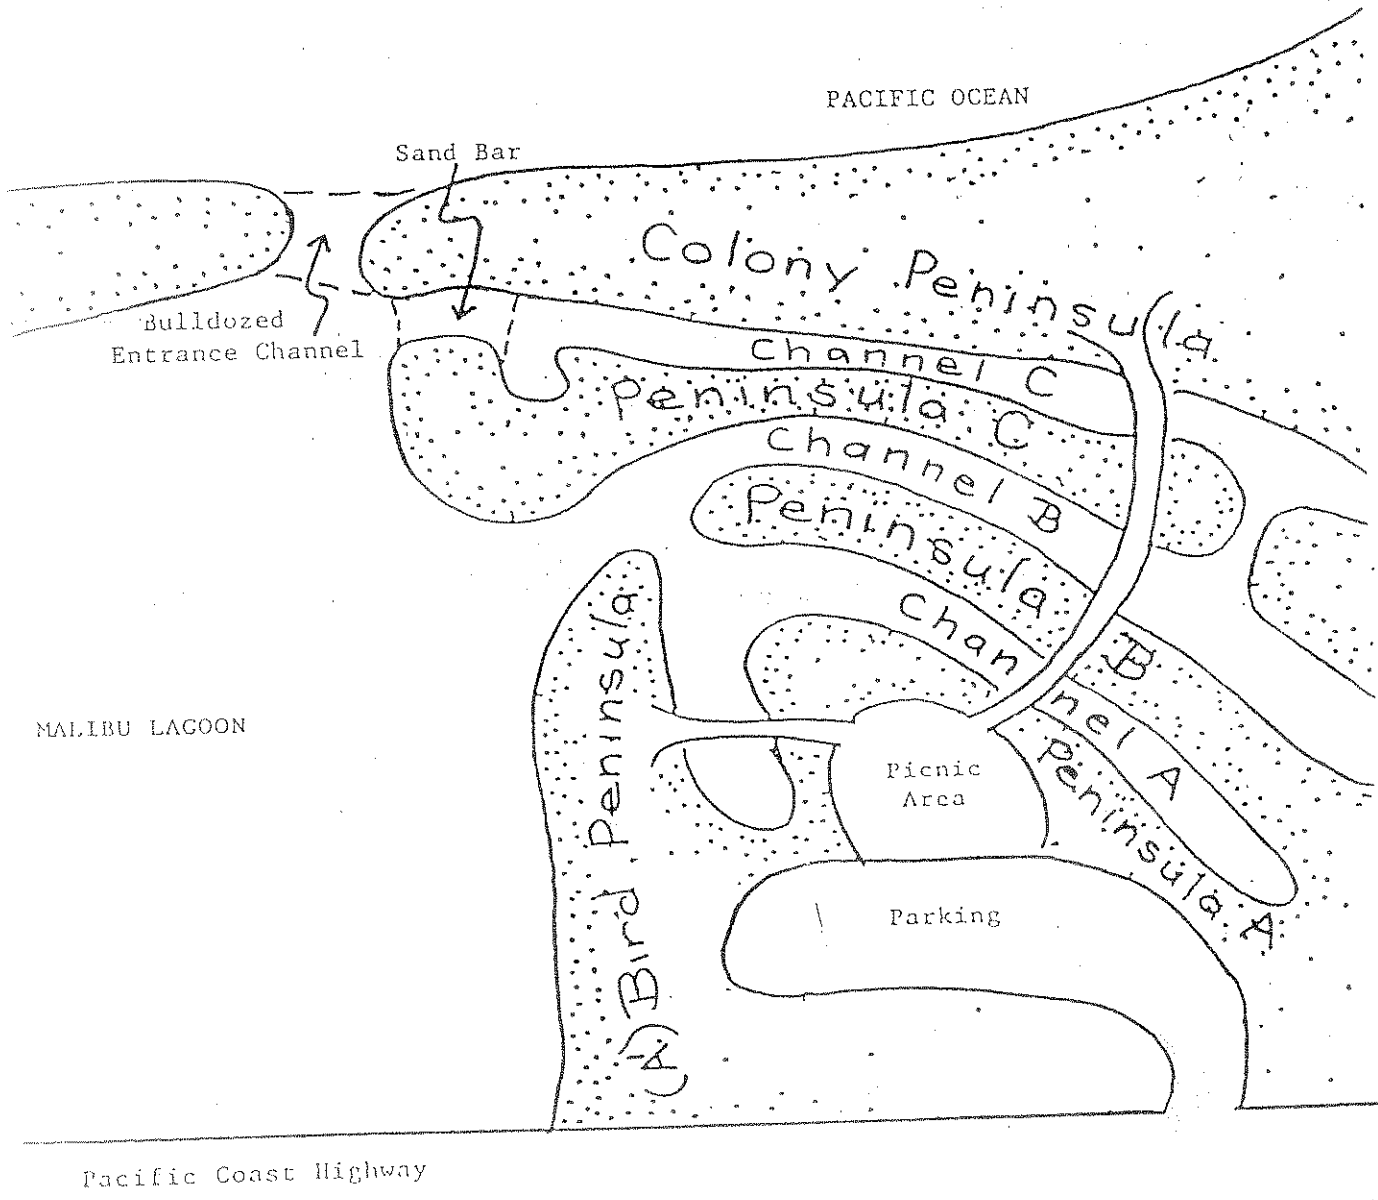 PACIFIC OCEAN
Sand Bar
Colony Peninsula
Bulldozed
Entrance Channel
Channel C
Peninsula C
Channel B
Peninsula B
Channel A
(A) Bird Peninsula
MALIBU LAGOON
Picnic
Area
Peninsula A
Parking
Pacific Coast Highway